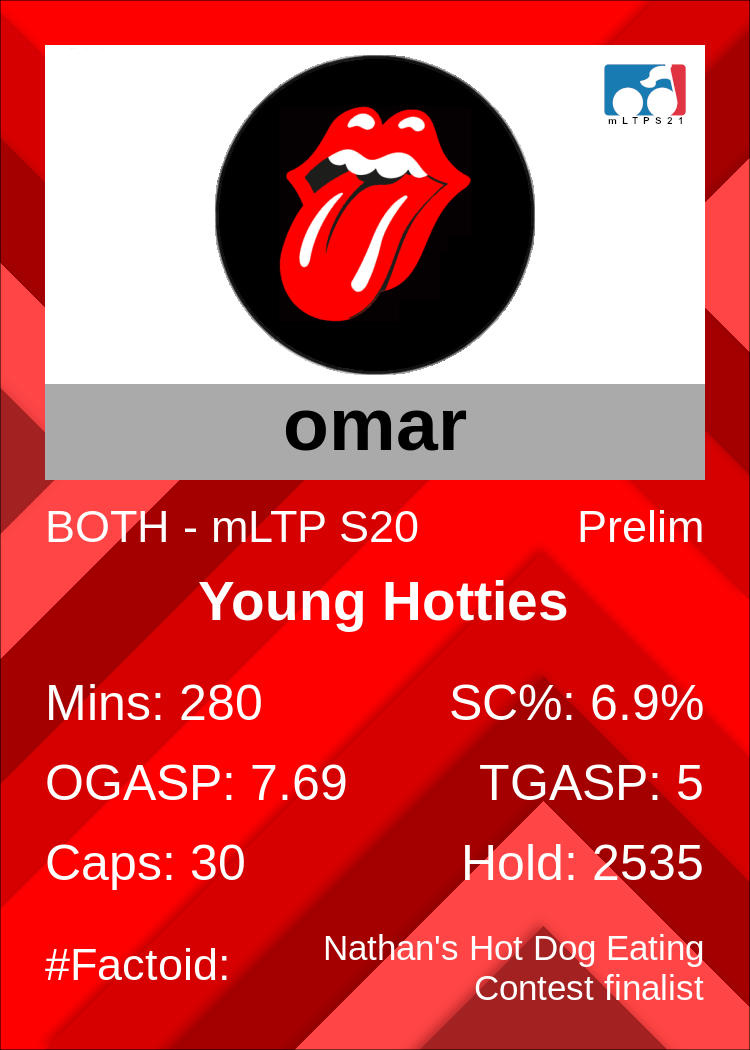 mLTPS21
omar
BOTH - mLTP S20 Prelim
Young Hotties
Mins: 280 SC%: 6.9%
OGASP: 7.69 TGASP: 5
Caps: 30 Hold: 2535
#Factoid: Nathan's Hot Dog Eating
Contest finalist